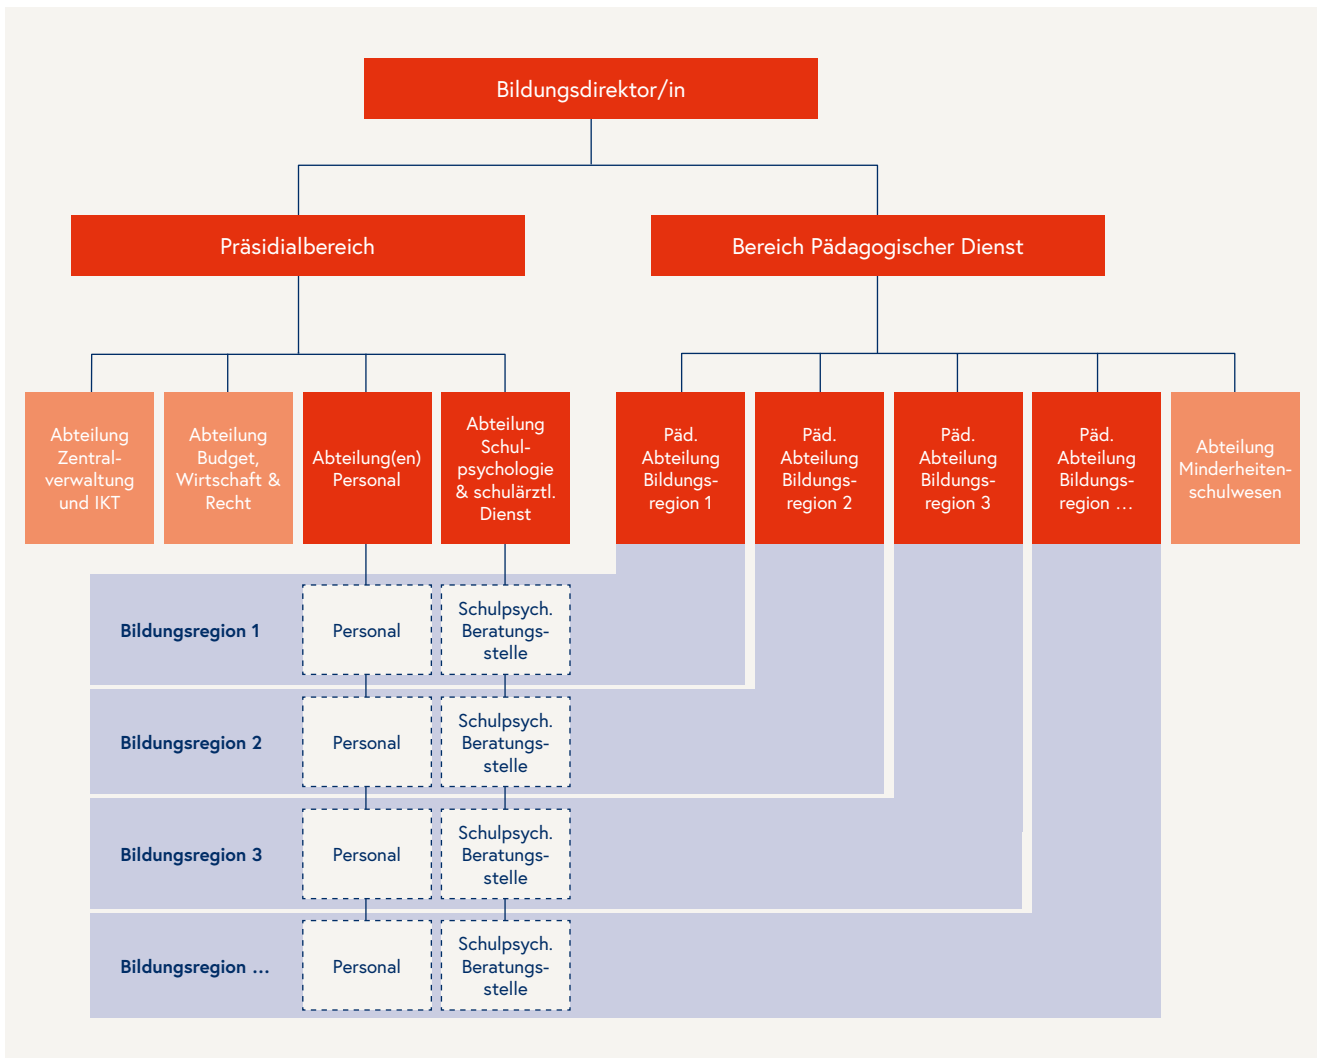 Bildungsdirektor/in
Präsidialbereich
Bereich Pädagogischer Dienst
Abteilung
Zentral-
verwaltung
und IKT
Abteilung
Budget,
Wirtschaft &
Recht
Abteilung(en)
Personal
Abteilung
Schul-
psychologie
& schulärztl.
Dienst
Päd.
Abteilung
Bildungs-
region 1
Päd.
Abteilung
Bildungs-
region 2
Päd.
Abteilung
Bildungs-
region 3
Päd.
Abteilung
Bildungs-
region ...
Abteilung
Minderheiten-
schulwesen
Bildungsregion 1
Personal
Schulpsych.
Beratungs-
stelle
Bildungsregion 2
Personal
Schulpsych.
Beratungs-
stelle
Bildungsregion 3
Personal
Schulpsych.
Beratungs-
stelle
Bildungsregion ...
Personal
Schulpsych.
Beratungs-
stelle